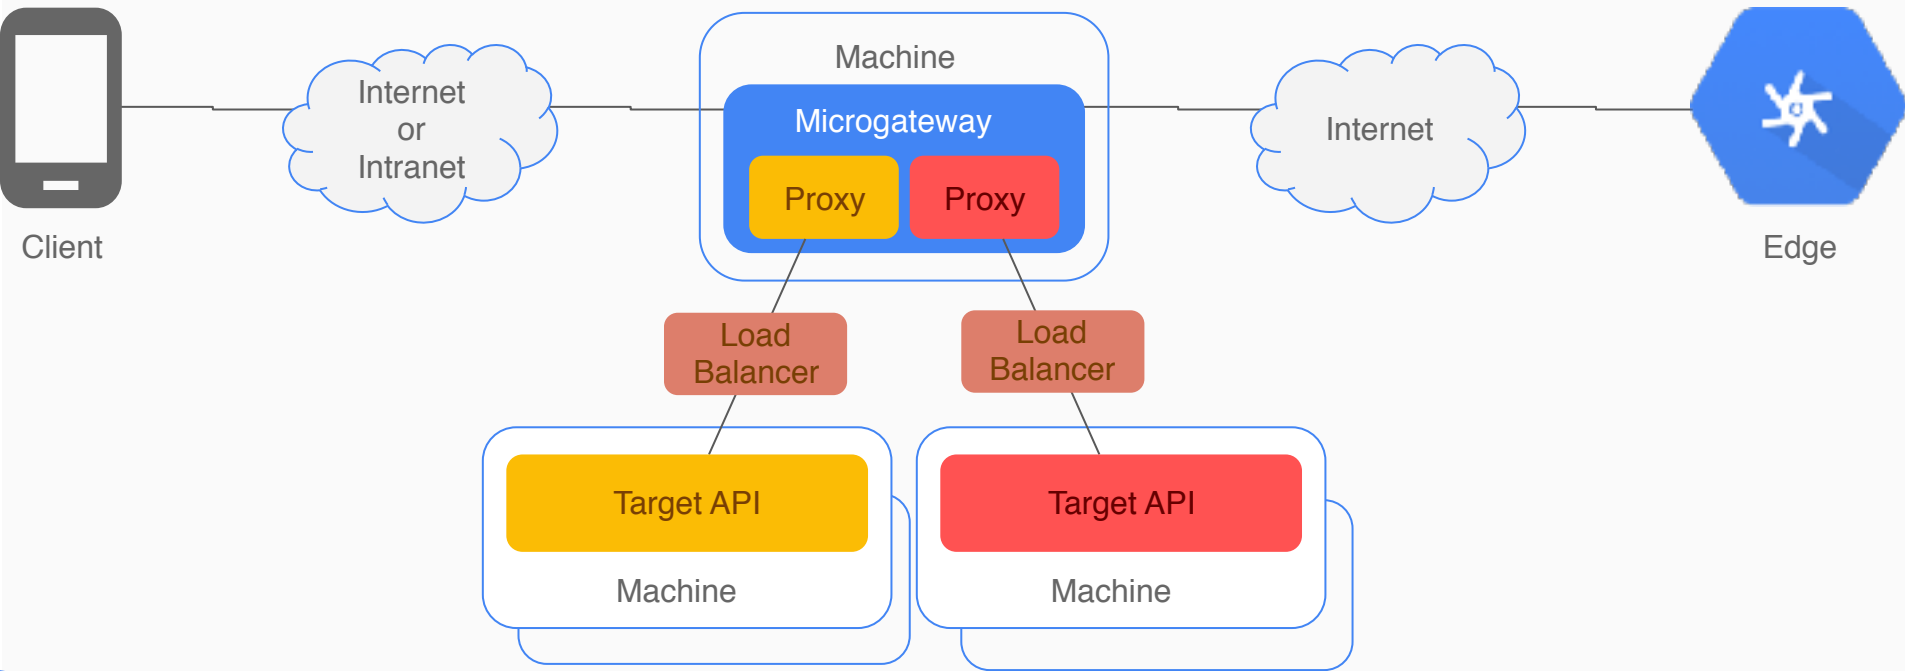 Machine
Internet
or
Intranet
Microgateway
Internet
Proxy
Proxy
Client
Edge
Load
Balancer
Load
Balancer
Target API
Target API
Machine
Machine